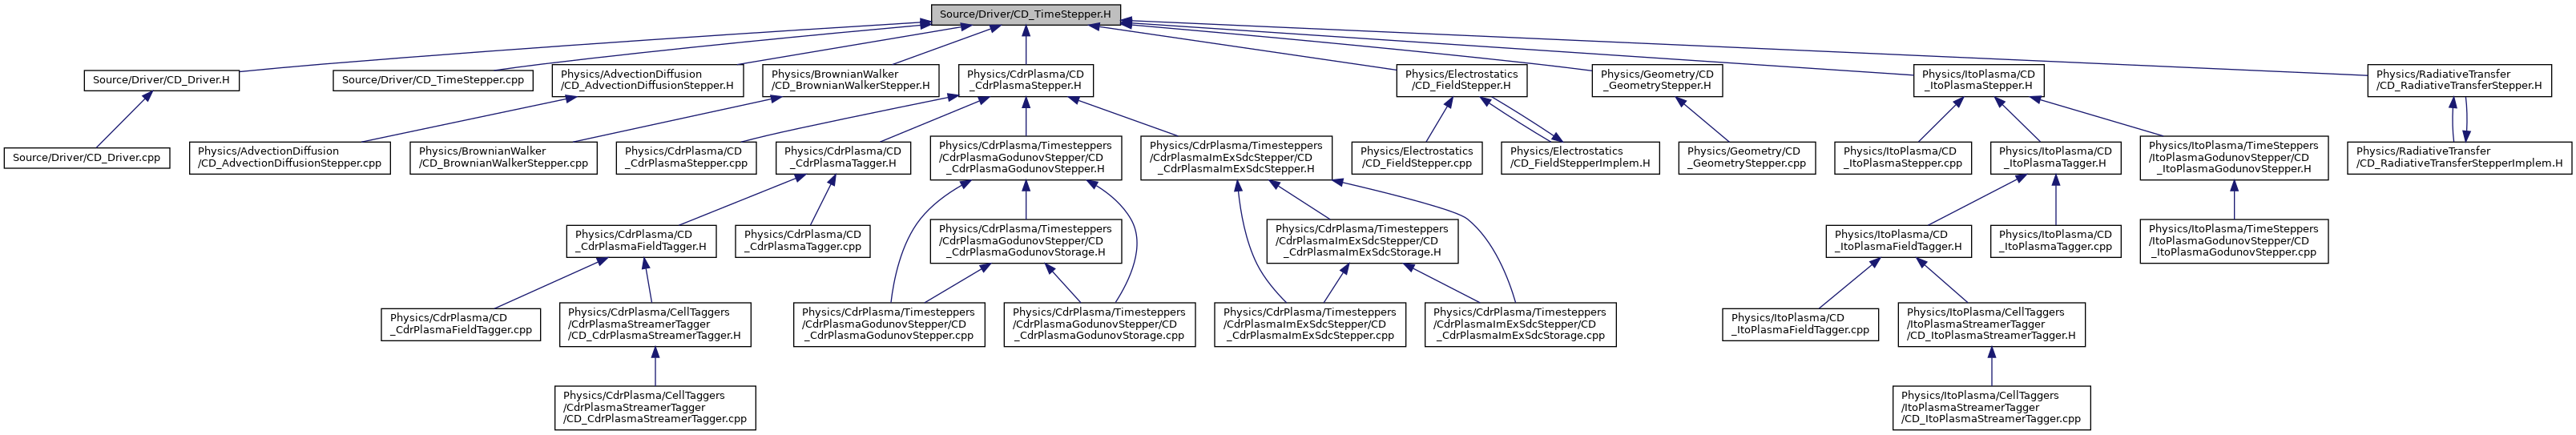 Source/Driver/CD_TimeStepper.H
Source/Driver/CD_Driver.H
Source/Driver/CD_TimeStepper.cpp
Physics/AdvectionDiffusion
/CD_AdvectionDiffusionStepper.H
Physics/BrownianWalker
/CD_BrownianWalkerStepper.H
Physics/CdrPlasma/CD
_CdrPlasmaStepper.H
Physics/Electrostatics
/CD_FieldStepper.H
Physics/Geometry/CD
_GeometryStepper.H
Physics/ItoPlasma/CD
_ItoPlasmaStepper.H
Physics/RadiativeTransfer
/CD_RadiativeTransferStepper.H
Source/Driver/CD_Driver.cpp
Physics/AdvectionDiffusion
/CD_AdvectionDiffusionStepper.cpp
Physics/BrownianWalker
/CD_BrownianWalkerStepper.cpp
Physics/CdrPlasma/CD
_CdrPlasmaStepper.cpp
Physics/CdrPlasma/CD
_CdrPlasmaTagger.H
Physics/CdrPlasma/Timesteppers
/CdrPlasmaGodunovStepper/CD
_CdrPlasmaGodunovStepper.H
Physics/CdrPlasma/Timesteppers
/CdrPlasmaImExSdcStepper/CD
_CdrPlasmaImExSdcStepper.H
Physics/Electrostatics
/CD_FieldStepper.cpp
Physics/Electrostatics
/CD_FieldStepperImplem.H
Physics/Geometry/CD
_GeometryStepper.cpp
Physics/ItoPlasma/CD
_ItoPlasmaStepper.cpp
Physics/ItoPlasma/CD
_ItoPlasmaTagger.H
Physics/ItoPlasma/TimeSteppers
/ItoPlasmaGodunovStepper/CD
_ItoPlasmaGodunovStepper.H
Physics/RadiativeTransfer
/CD_RadiativeTransferStepperImplem.H
Physics/CdrPlasma/CD
_CdrPlasmaFieldTagger.H
Physics/CdrPlasma/CD
_CdrPlasmaTagger.cpp
Physics/CdrPlasma/Timesteppers
/CdrPlasmaGodunovStepper/CD
_CdrPlasmaGodunovStorage.H
Physics/CdrPlasma/Timesteppers
/CdrPlasmaImExSdcStepper/CD
_CdrPlasmaImExSdcStorage.H
Physics/ItoPlasma/CD
_ItoPlasmaFieldTagger.H
Physics/ItoPlasma/CD
_ItoPlasmaTagger.cpp
Physics/ItoPlasma/TimeSteppers
/ItoPlasmaGodunovStepper/CD
_ItoPlasmaGodunovStepper.cpp
Physics/CdrPlasma/CD
_CdrPlasmaFieldTagger.cpp
Physics/CdrPlasma/CellTaggers
/CdrPlasmaStreamerTagger
/CD_CdrPlasmaStreamerTagger.H
Physics/CdrPlasma/Timesteppers
/CdrPlasmaGodunovStepper/CD
_CdrPlasmaGodunovStepper.cpp
Physics/CdrPlasma/Timesteppers
/CdrPlasmaGodunovStepper/CD
_CdrPlasmaGodunovStorage.cpp
Physics/CdrPlasma/Timesteppers
/CdrPlasmaImExSdcStepper/CD
_CdrPlasmaImExSdcStepper.cpp
Physics/CdrPlasma/Timesteppers
/CdrPlasmaImExSdcStepper/CD
_CdrPlasmaImExSdcStorage.cpp
Physics/ItoPlasma/CD
_ItoPlasmaFieldTagger.cpp
Physics/ItoPlasma/CellTaggers
/ItoPlasmaStreamerTagger
/CD_ItoPlasmaStreamerTagger.H
Physics/CdrPlasma/CellTaggers
/CdrPlasmaStreamerTagger
/CD_CdrPlasmaStreamerTagger.cpp
Physics/ItoPlasma/CellTaggers
/ItoPlasmaStreamerTagger
/CD_ItoPlasmaStreamerTagger.cpp